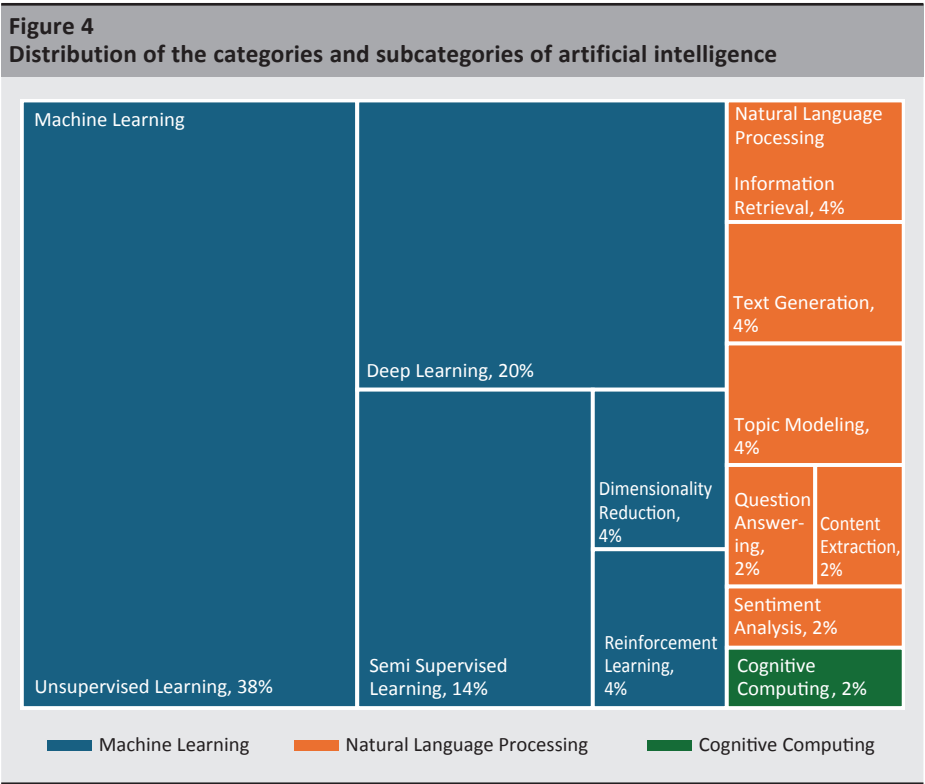 Figure 4
Distribution of the categories and subcategories of artificial intelligence
Machine Learning
Unsupervised Learning, 38%
Deep Learning, 20%
Semi Supervised
Learning, 14%
Dimensionality
Reduction,
4%
Reinforcement
Learning,
4%
Natural Language
Processing
Information
Retrieval, 4%
Text Generation,
4%
Topic Modeling,
4%
Question
Answer-
ing,
2%
Content
Extraction,
2%
Sentiment
Analysis, 2%
Cognitive
Computing, 2%
Machine Learning
Natural Language Processing
Cognitive Computing